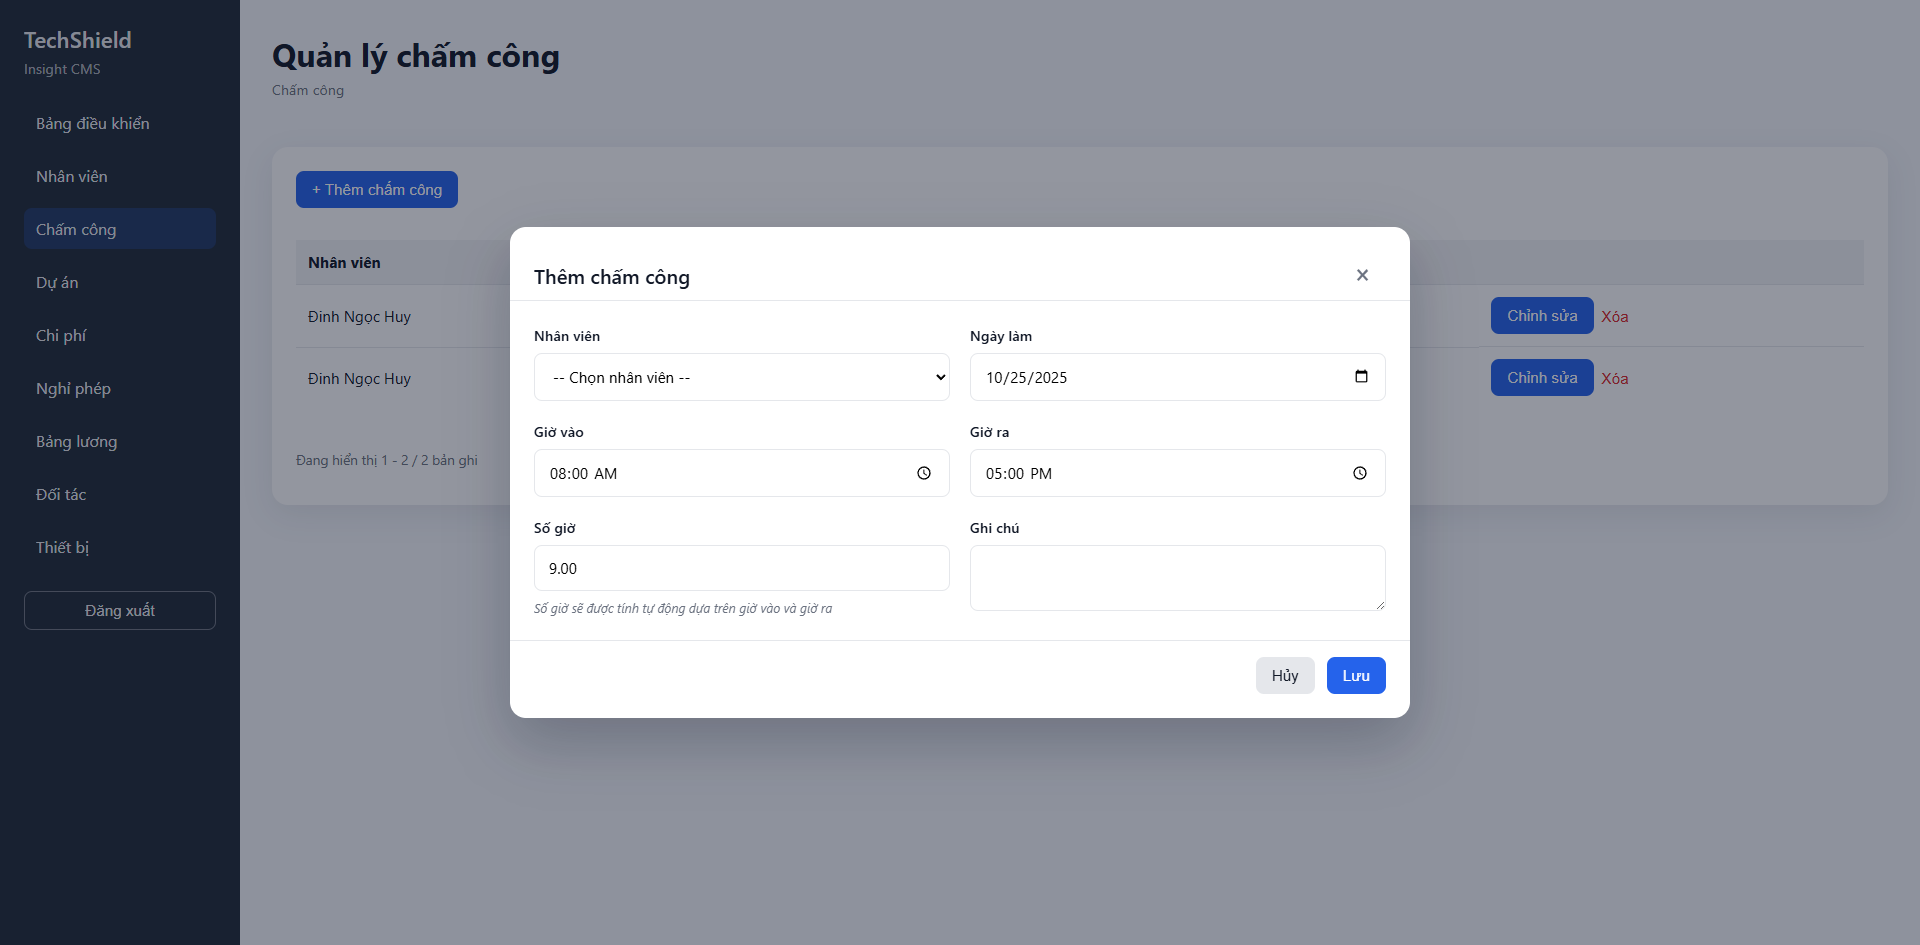 TechShield
Insight CMS
Bảng điều khiển
Nhân viên
Chấm công
Dự án
Chi phí
Nghỉ phép
Bảng lương
Đối tác
Thiết bị
Đăng xuất
Quản lý chấm công
Chấm công
+ Thêm chấm công
Nhân viên
Đinh Ngọc Huy
Chỉnh sửa Xóa
Đinh Ngọc Huy
Chỉnh sửa Xóa
Đang hiển thị 1 - 2 / 2 bản ghi
Thêm chấm công ×
Nhân viên
-- Chọn nhân viên --
Ngày làm
10/25/2025
Giờ vào
08:00 AM
Giờ ra
05:00 PM
Số giờ
9.00
Số giờ sẽ được tính tự động dựa trên giờ vào và giờ ra
Ghi chú
Hủy
Lưu